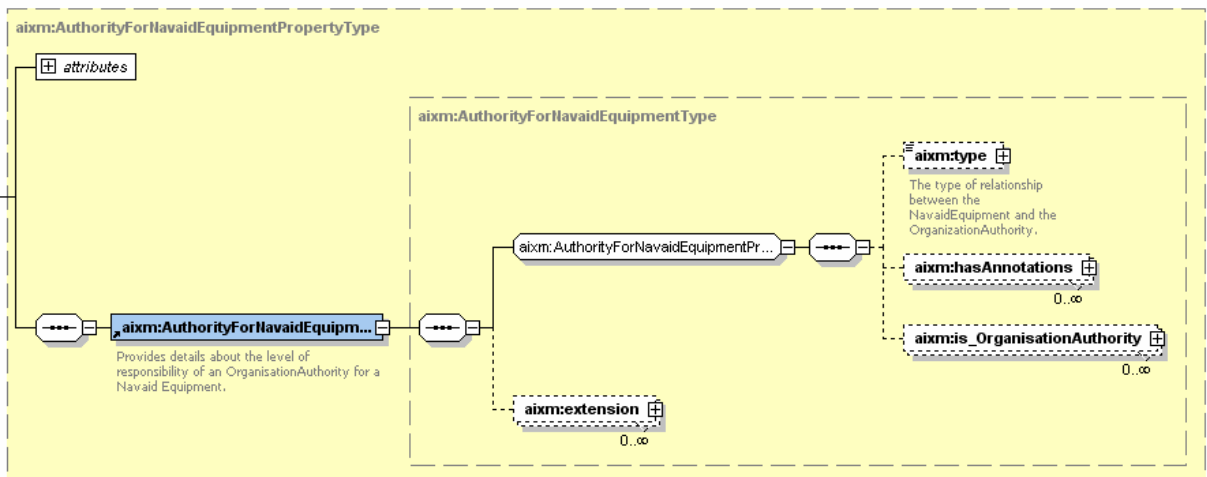 aixm:AuthorityForNavaidEquipmentPropertyType
attributes
aixm:AuthorityForNavaidEquipmentType
aixm:type
The type of relationship
between the
NavaidEquipment and the
OrganizationAuthority.
aixm:AuthorityForNavaidEquipmentPr...
aixm:hasAnnotations
0..∞
aixm:AuthorityForNavaidEquipm...
Provides details about the level of
responsibility of an OrganisationAuthority for a
Navaid Equipment.
aixm:is_OrganisationAuthority
0..∞
aixm:extension
0..∞